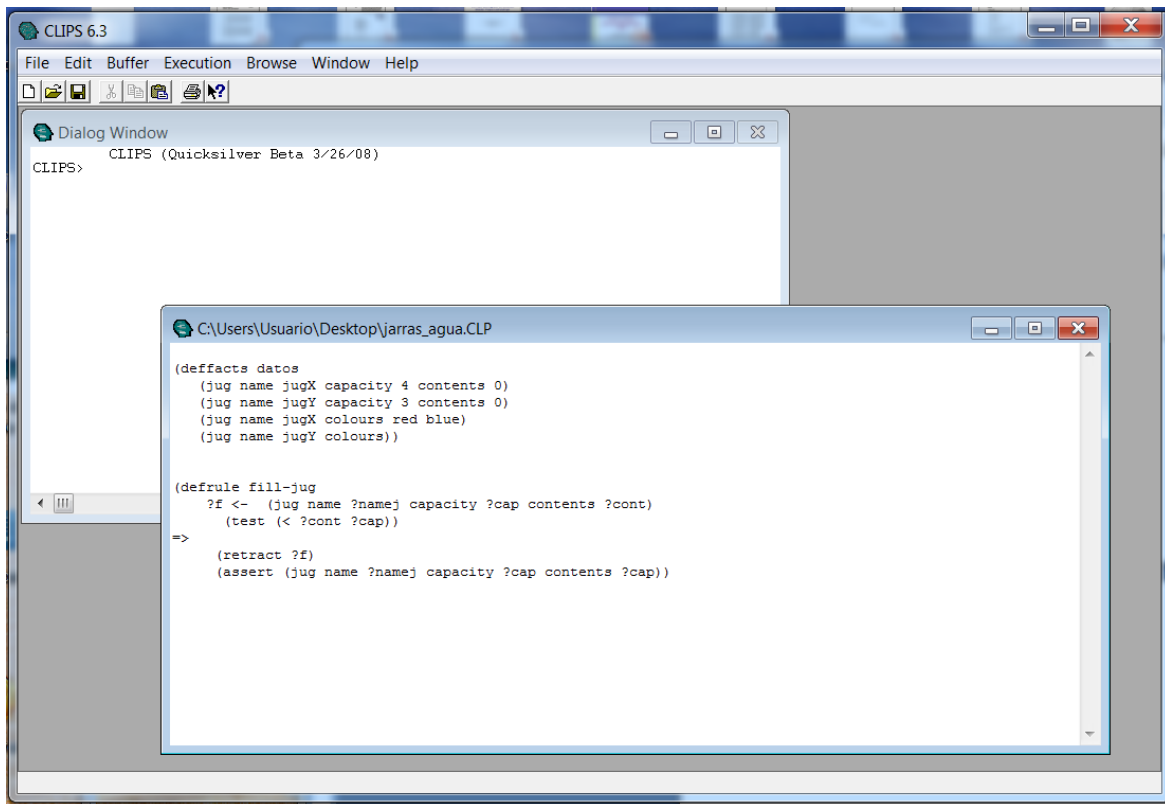 CLIPS 6.3
File Edit Buffer Execution Browse Window Help
Dialog Window
CLIPS (Quicksilver Beta 3/26/08)
CLIPS>
C:\Users\Usuario\Desktop\jarras_agua.CLP
(deffacts datos
(jug name jugX capacity 4 contents 0)
(jug name jugY capacity 3 contents 0)
(jug name jugX colours red blue)
(jug name jugY colours))
(defrule fill-jug
?f <- (jug name ?namej capacity ?cap contents ?cont)
(test (< ?cont ?cap))
=>
(retract ?f)
(assert (jug name ?namej capacity ?cap contents ?cap))